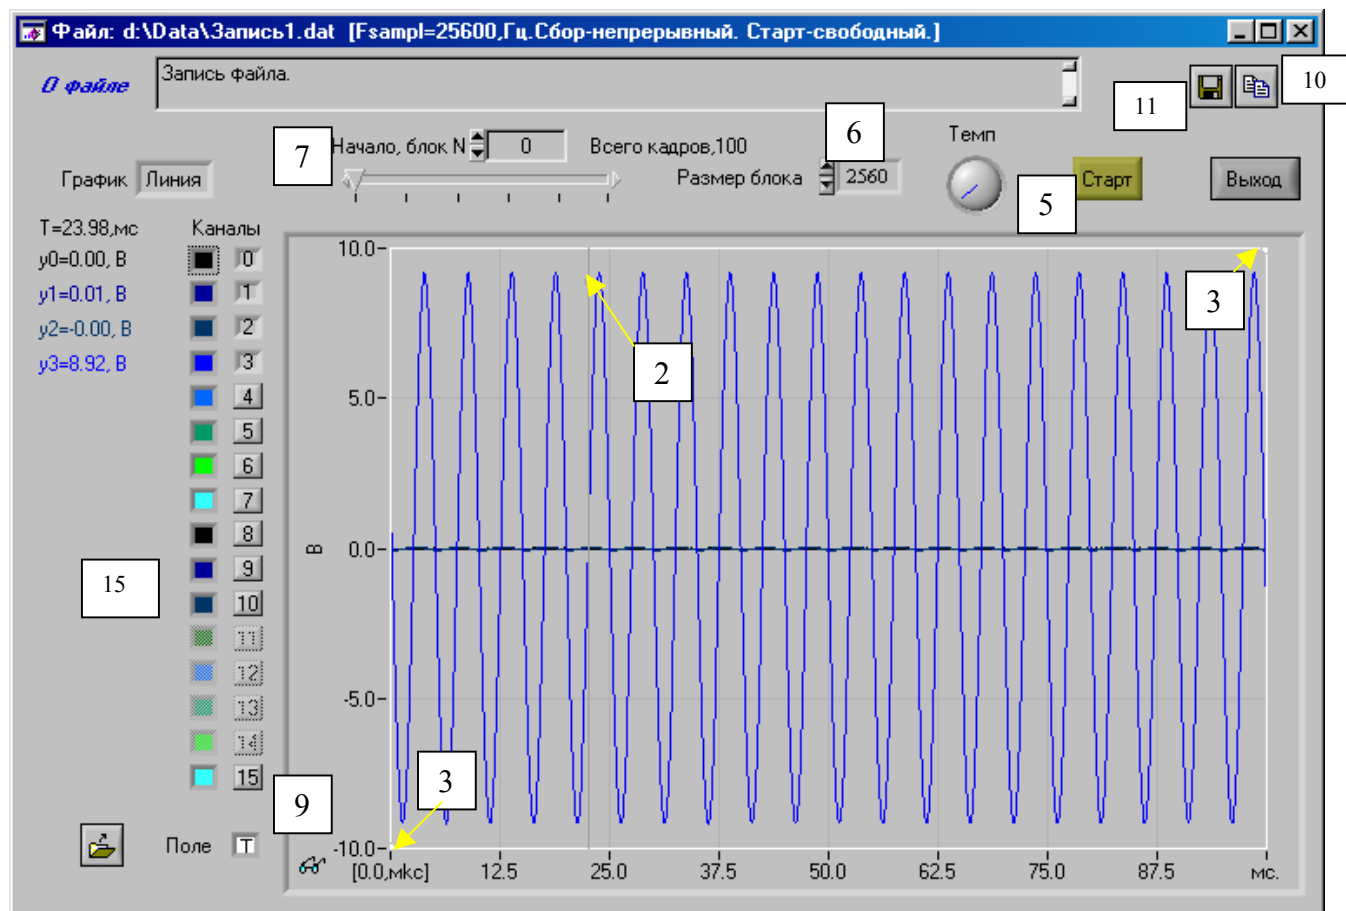 Файл: d:\Data\Запись1.dat [Fsampl=25600,Гц.Сбор-непрерывный. Старт-свободный.]
О файле
Запись файла.
11
10
7
Начало, блок N 0
Всего кадров,100
6
Темп
График Линия
Размер блока 2560
5
Старт
Выход
T=23.98,мс Каналы
y0=0.00, В 0
y1=0.01, В 1
y2=-0.00, В 2
y3=8.92, В 3
4
5
6
7
8
9
10
11
12
13
14
15
15
9
Поле T
10.0
5.0
0.0
-5.0
-10.0
В
2
3
3
[0.0,мкс] 12.5 25.0 37.5 50.0 62.5 75.0 87.5 мс.